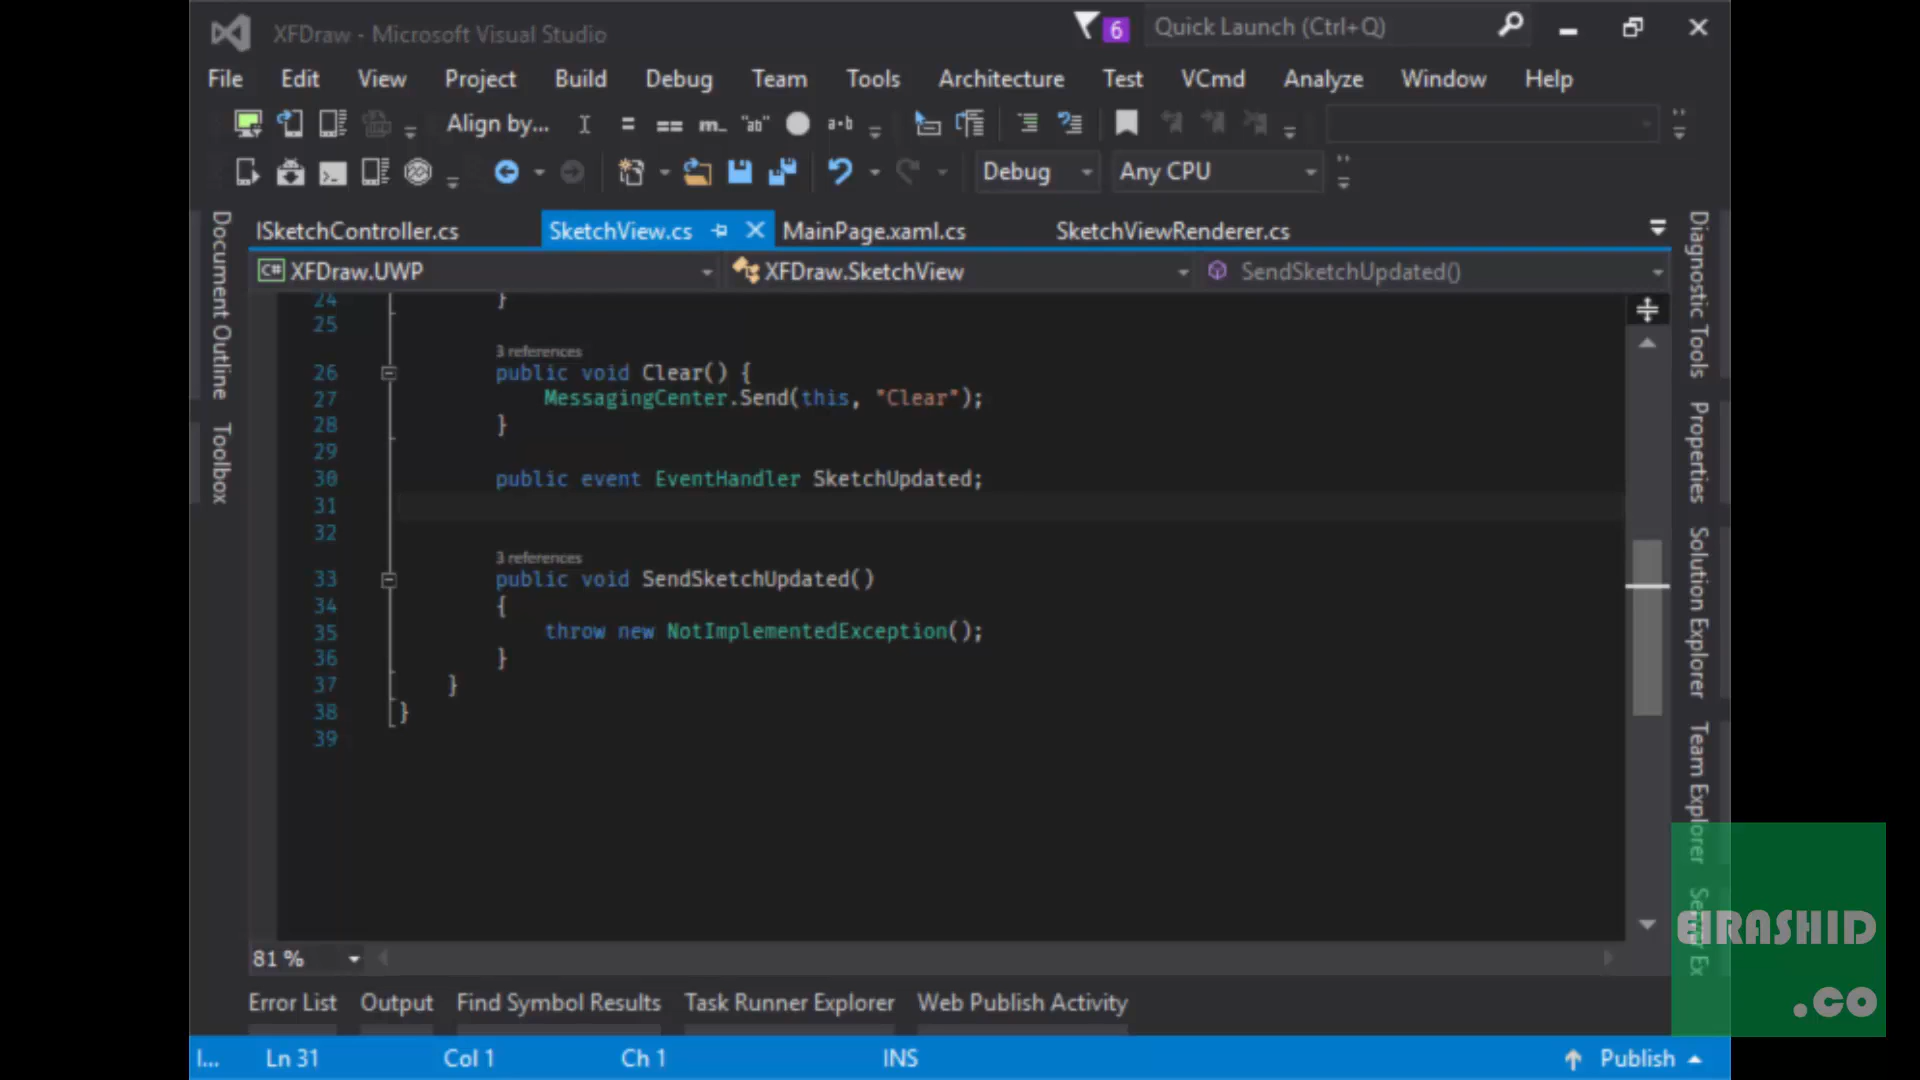 XFDraw - Microsoft Visual Studio
6
Quick Launch (Ctrl+Q)
File Edit View Project Build Debug Team Tools Architecture Test VCmd Analyze Window Help
Align by...
"ab"
a·b
Debug
Any CPU
ISketchController.cs
SketchView.cs
MainPage.xaml.cs
SketchViewRenderer.cs
C# XFDraw.UWP
XFDraw.SketchView
SendSketchUpdated()
24 }
25
3 references
26 public void Clear() {
27 MessagingCenter.Send(this, "Clear");
28 }
29
30 public event EventHandler SketchUpdated;
31
32
3 references
33 public void SendSketchUpdated()
34 {
35 throw new NotImplementedException();
36 }
37 }
38 }
39
81 %
Document Outline
Toolbox
Diagnostic Tools
Properties
Solution Explorer
Team Explorer
Server Ex
EIRASHID
.CO
Error List Output Find Symbol Results Task Runner Explorer Web Publish Activity
I... Ln 31 Col 1 Ch 1 INS Publish